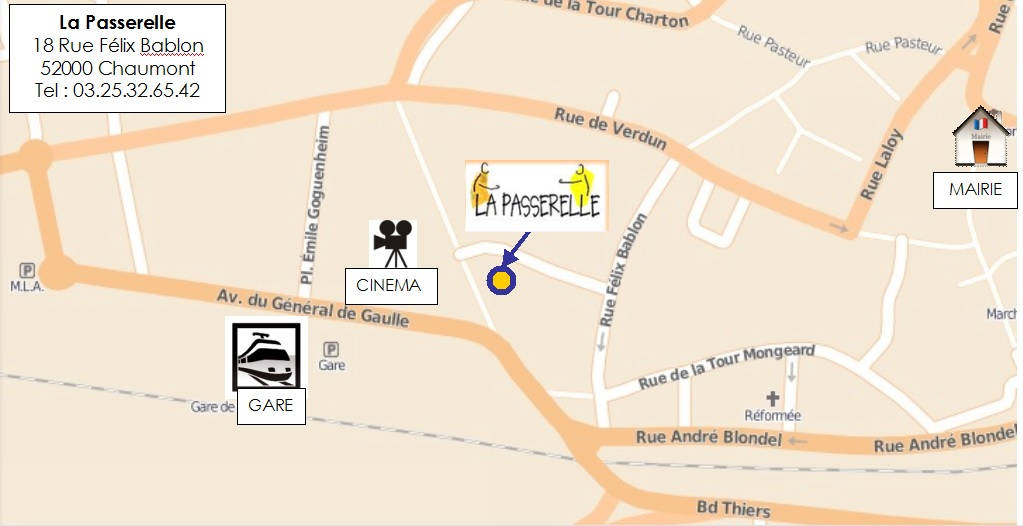 La Passerelle
18 Rue Félix Bablon
52000 Chaumont
Tel : 03.25.32.65.42
de la Tour Charton
Rue
Rue Pasteur
Rue Pasteur
Rue de Verdun
Rue Laloy
Mairie
MAIRIE
Pl. Émile Goguenheim
LA PASSERELLE
CINEMA
Rue Félix Bablon
P
M.L.A.
Av. du Général de Gaulle
P
Gare
Gare de
GARE
Rue de la Tour Mongeard
Réformée
Rue André Blondel
Rue André Blondel
Bd Thiers